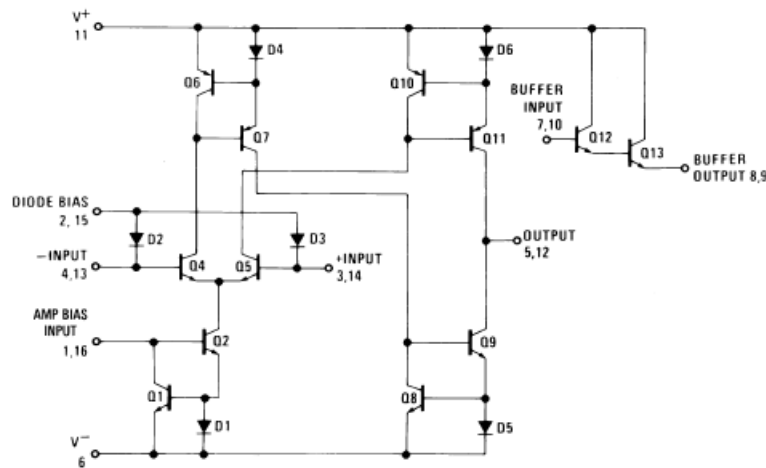 V+
11
D4
D6
Q6
Q10
BUFFER
INPUT
7,10
Q7
Q11
Q12
Q13
BUFFER
OUTPUT 8,9
DIODE BIAS
2, 15
D2
D3
—INPUT
4,13
Q4
Q5
+INPUT
3,14
OUTPUT
5,12
AMP BIAS
INPUT
1,16
Q2
Q9
Q1
Q8
D1
D5
V−
6